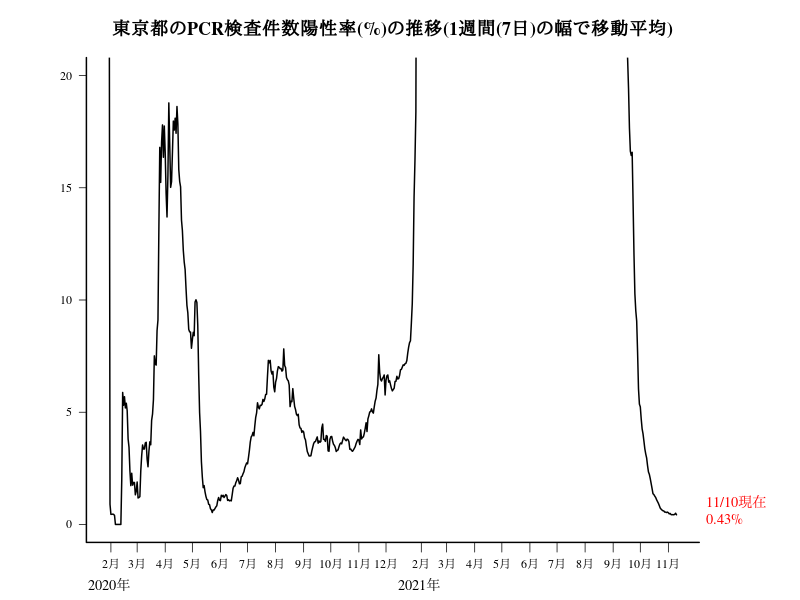 東京都のPCR検査件数陽性率(%)の推移(1週間(7日)の幅で移動平均)
20
15
10
5
0
11/10現在
0.43%
2月 3月 4月 5月 6月 7月 8月 9月 10月 11月 12月 2月 3月 4月 5月 6月 7月 8月 9月 10月 11月
2020年 2021年